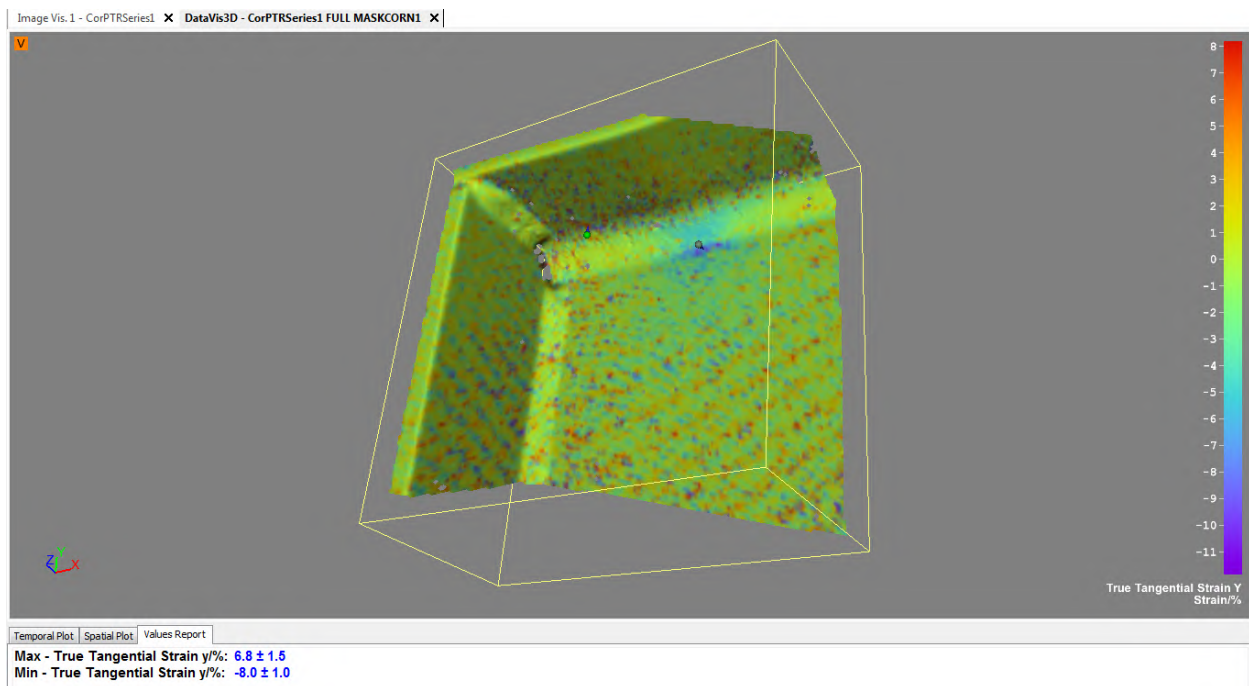 Image Vis. 1 - CorPTRSeries1 X DataVis3D - CorPTRSeries1 FULL MASKCORN1 X
V
8
7
6
5
4
3
2
1
0
-1
-2
-3
-4
-5
-6
-7
-8
-9
-10
-11
True Tangential Strain Y
Strain/%
Z Y X
Temporal Plot Spatial Plot Values Report
Max - True Tangential Strain y/%: 6.8 ± 1.5
Min - True Tangential Strain y/%: -8.0 ± 1.0